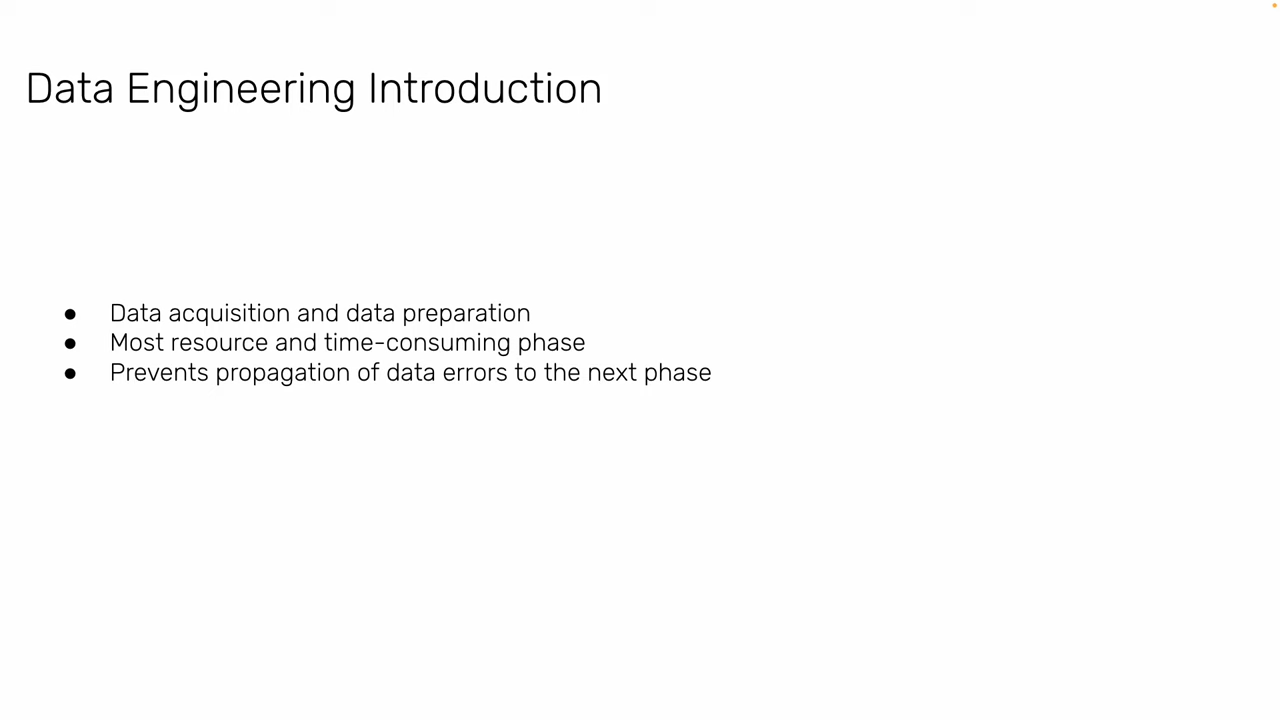 Data Engineering Introduction
● Data acquisition and data preparation
● Most resource and time-consuming phase
● Prevents propagation of data errors to the next phase